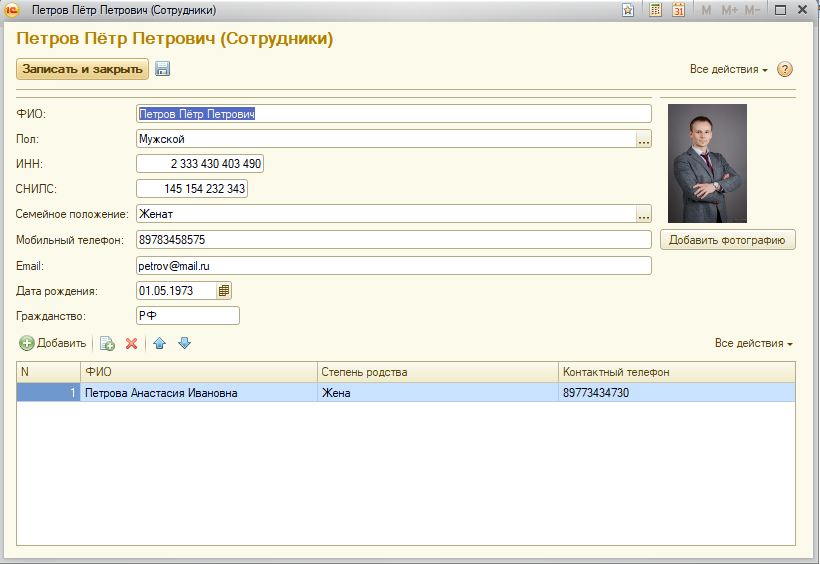 1С Петров Пётр Петрович (Сотрудники) 31 M M+ M−
Петров Пётр Петрович (Сотрудники)
Записать и закрыть Все действия ?
ФИО: Петров Пётр Петрович
Пол: Мужской ...
ИНН: 2 333 430 403 490
СНИЛС: 145 154 232 343
Семейное положение: Женат ...
Мобильный телефон: 89783458575 Добавить фотографию
Email: petrov@mail.ru
Дата рождения: 01.05.1973
Гражданство: РФ
Добавить Все действия
N ФИО Степень родства Контактный телефон
1 Петрова Анастасия Ивановна Жена 89773434730